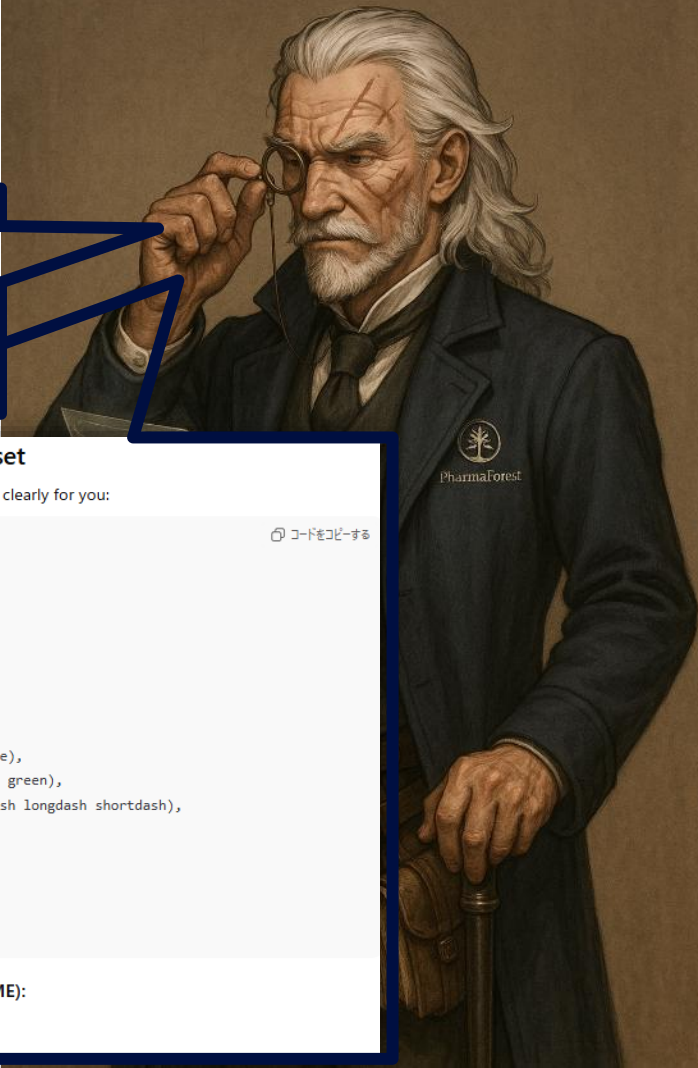 PharmaForest
set
clearly for you:
コードをコピーする
e),
green),
sh longdash shortdash),
ME):